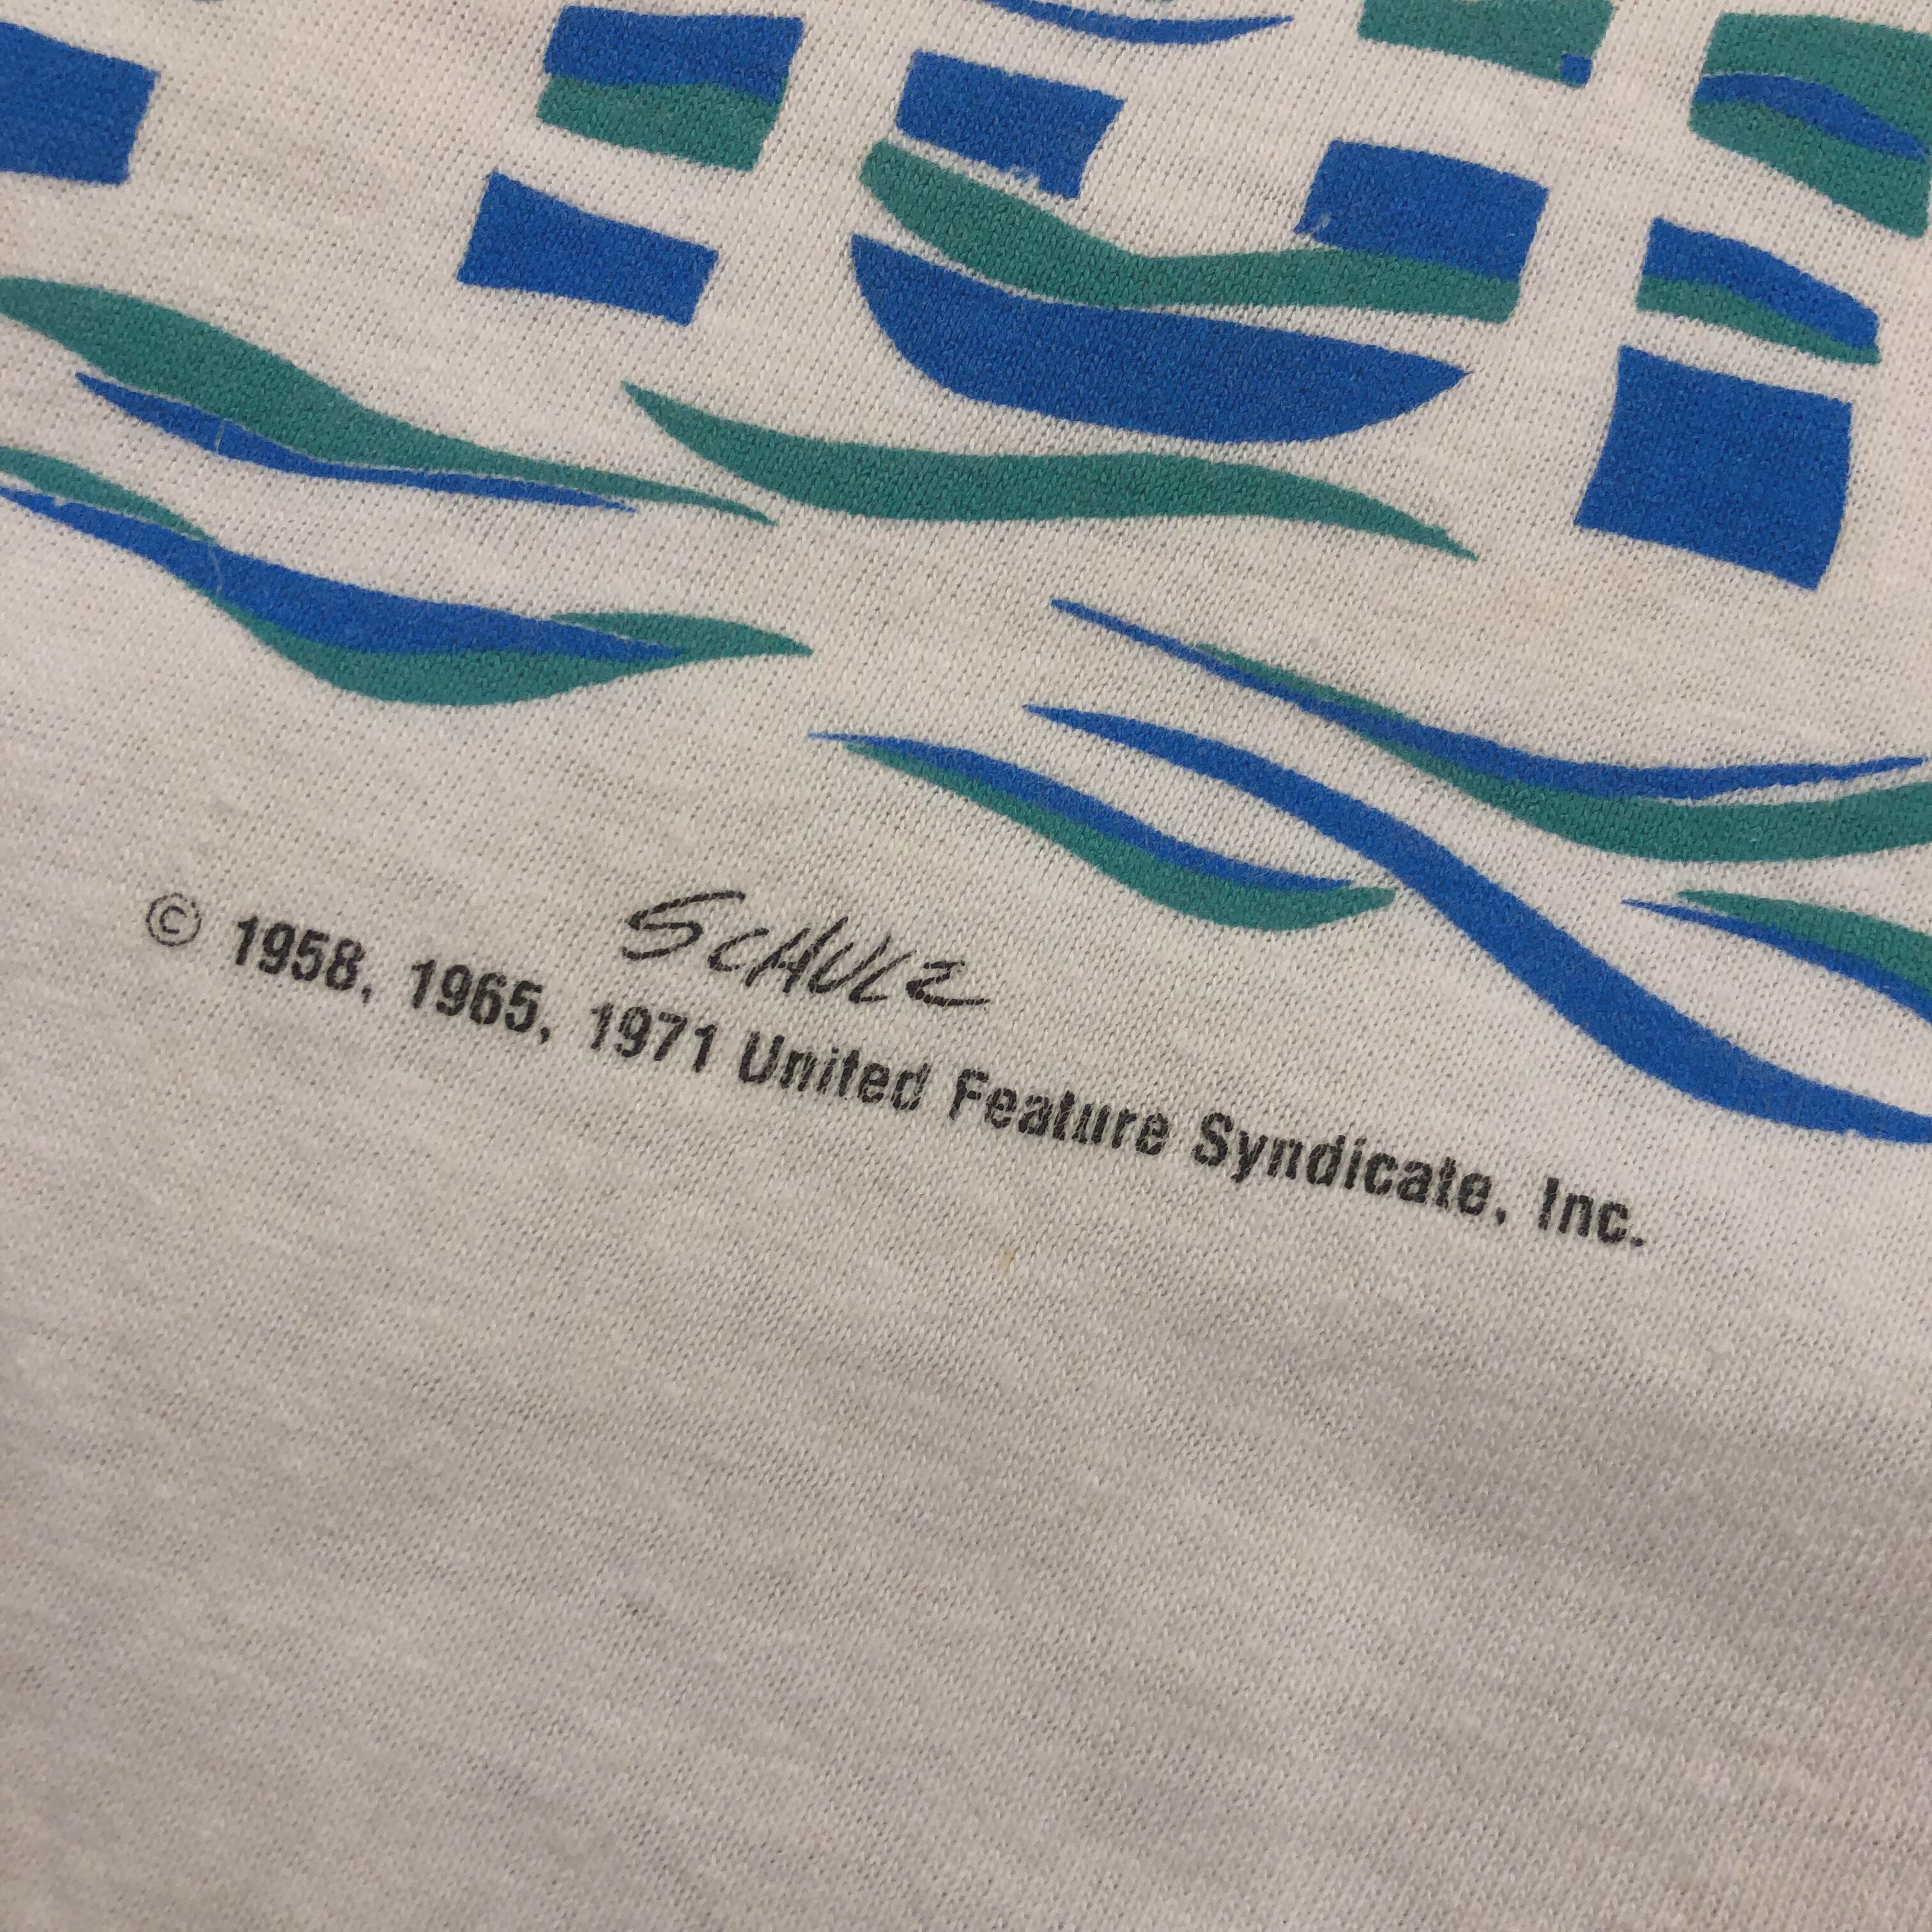 SCHULZ
© 1958, 1965, 1971 United Feature Syndicate, Inc.